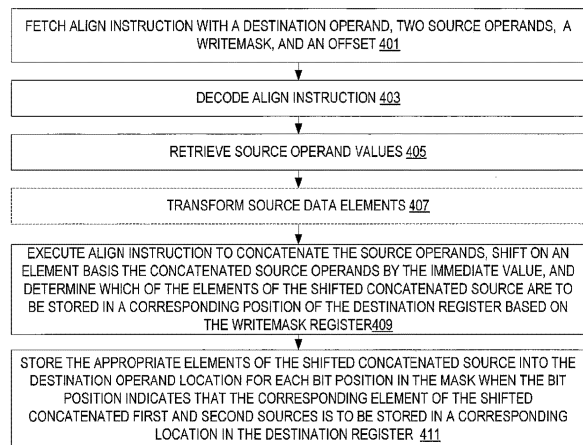 FETCH ALIGN INSTRUCTION WITH A DESTINATION OPERAND, TWO SOURCE OPERANDS, A
WRITEMASK, AND AN OFFSET 401
DECODE ALIGN INSTRUCTION 403
RETRIEVE SOURCE OPERAND VALUES 405
TRANSFORM SOURCE DATA ELEMENTS 407
EXECUTE ALIGN INSTRUCTION TO CONCATENATE THE SOURCE OPERANDS, SHIFT ON AN
ELEMENT BASIS THE CONCATENATED SOURCE OPERANDS BY THE IMMEDIATE VALUE, AND
DETERMINE WHICH OF THE ELEMENTS OF THE SHIFTED CONCATENATED SOURCE ARE TO
BE STORED IN A CORRESPONDING POSITION OF THE DESTINATION REGISTER BASED ON
THE WRITEMASK REGISTER409
STORE THE APPROPRIATE ELEMENTS OF THE SHIFTED CONCATENATED SOURCE INTO THE
DESTINATION OPERAND LOCATION FOR EACH BIT POSITION IN THE MASK WHEN THE BIT
POSITION INDICATES THAT THE CORRESPONDING ELEMENT OF THE SHIFTED
CONCATENATED FIRST AND SECOND SOURCES IS TO BE STORED IN A CORRESPONDING
LOCATION IN THE DESTINATION REGISTER 411